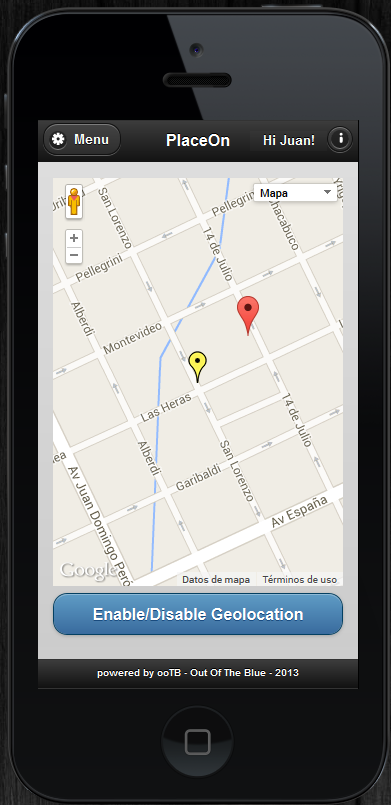 Menu
PlaceOn
Hi Juan!
Mapa
San Lorenzo
Pellegrini
14 de Julio
Chacabuco
Pellegrini
Alberdi
Montevideo
Las Heras
Alberdi
San Lorenzo
14 de Julio
Garibaldi
Av Juan Domingo Peró
Av España
Google
Datos de mapa
Términos de uso
Enable/Disable Geolocation
powered by ooTB - Out Of The Blue - 2013